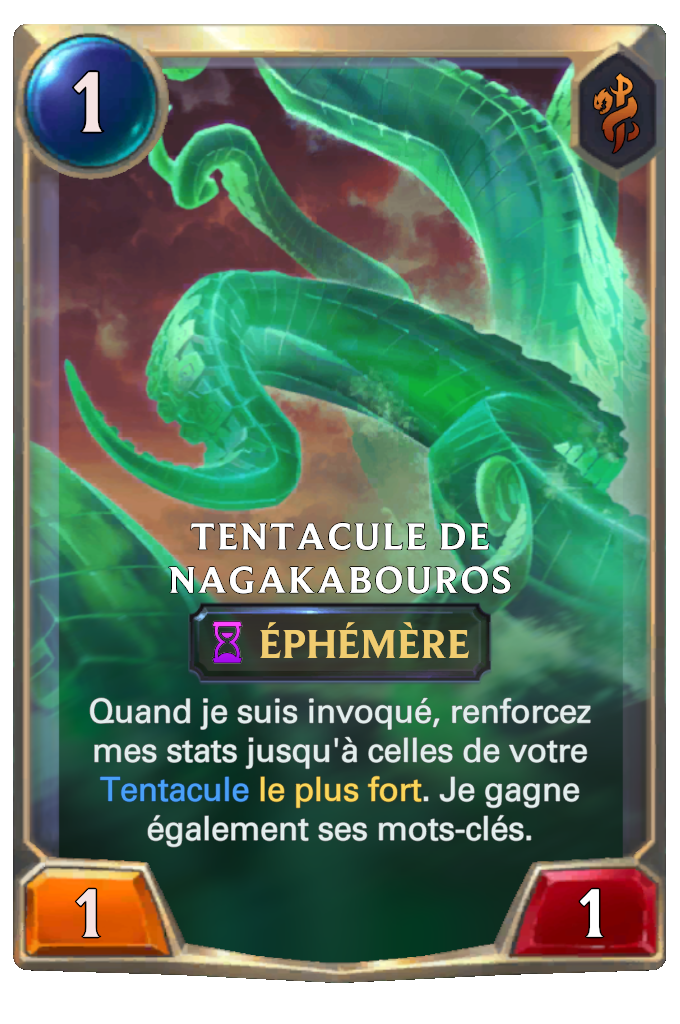 1
TENTACULE DE
NAGAKABOUROS
ÉPHÉMÈRE
Quand je suis invoqué, renforcez
mes stats jusqu'à celles de votre
Tentacule le plus fort. Je gagne
également ses mots-clés.
1
1